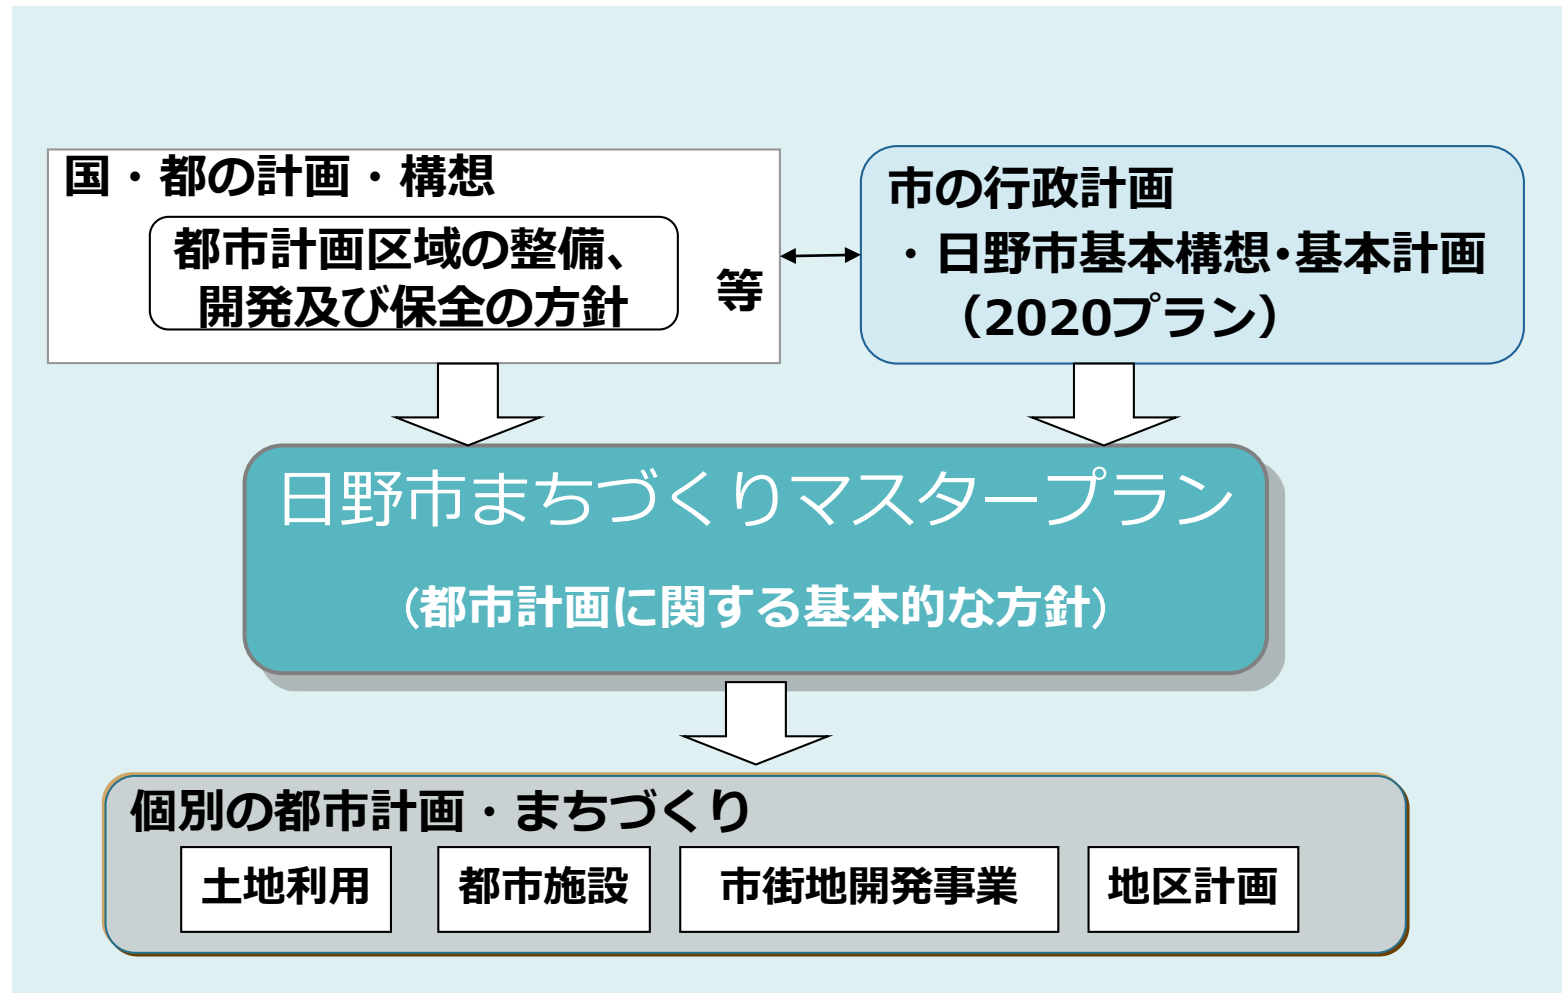 国・都の計画・構想
都市計画区域の整備、
開発及び保全の方針
等
市の行政計画
・日野市基本構想・基本計画
（2020プラン）
日野市まちづくりマスタープラン
（都市計画に関する基本的な方針）
個別の都市計画・まちづくり
土地利用
都市施設
市街地開発事業
地区計画